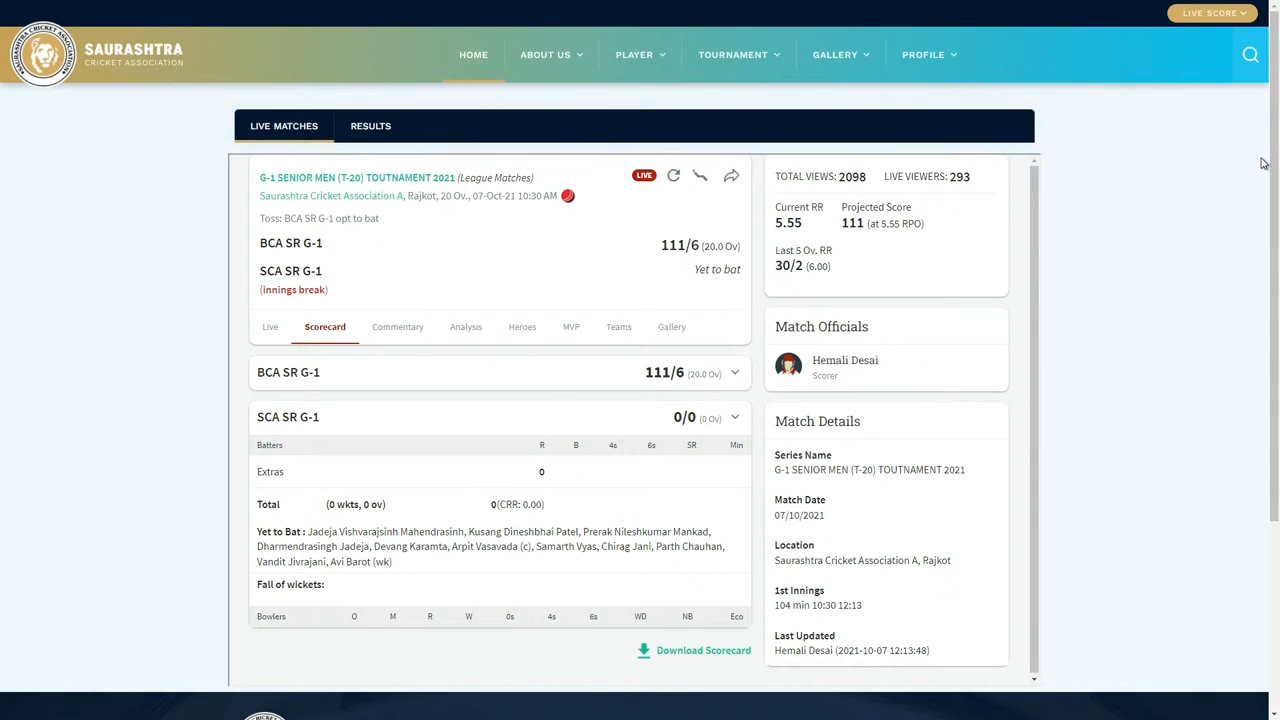 LIVE SCORE
SAURASHTRA
CRICKET ASSOCIATION
HOME
ABOUT US
PLAYER
TOURNAMENT
GALLERY
PROFILE
LIVE MATCHES
RESULTS
G-1 SENIOR MEN (T-20) TOUTNAMENT 2021 (League Matches)
LIVE
Saurashtra Cricket Association A, Rajkot, 20 Ov., 07-Oct-21 10:30 AM
Toss: BCA SR G-1 opt to bat
BCA SR G-1 111/6 (20.0 Ov)
SCA SR G-1 Yet to bat
(innings break)
Live Scorecard Commentary Analysis Heroes MVP Teams Gallery
BCA SR G-1 111/6 (20.0 Ov)
SCA SR G-1 0/0 (0 Ov)
Batters R B 4s 6s SR Min
Extras 0
Total (0 wkts, 0 ov) 0(CRR: 0.00)
Yet to Bat : Jadeja Vishvarajsinh Mahendrasinh, Kusang Dineshbhai Patel, Prerak Nileshkumar Mankad,
Dharmendrasingh Jadeja, Devang Karamta, Arpit Vasavada (c), Samarth Vyas, Chirag Jani, Parth Chauhan,
Vandit Jivrajani, Avi Barot (wk)
Fall of wickets:
Bowlers O M R W 0s 4s 6s WD NB Eco
Download Scorecard
TOTAL VIEWS: 2098 LIVE VIEWERS: 293
Current RR Projected Score
5.55 111 (at 5.55 RPO)
Last 5 Ov. RR
30/2 (6.00)
Match Officials
Hemali Desai
Scorer
Match Details
Series Name
G-1 SENIOR MEN (T-20) TOUTNAMENT 2021
Match Date
07/10/2021
Location
Saurashtra Cricket Association A, Rajkot
1st Innings
104 min 10:30 12:13
Last Updated
Hemali Desai (2021-10-07 12:13:48)